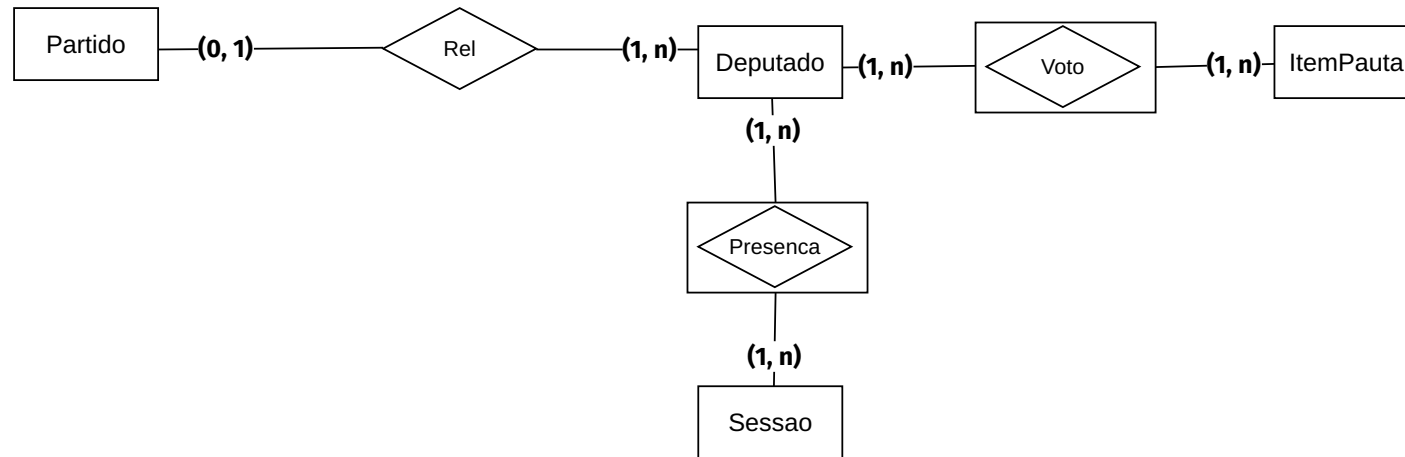 Partido
(0, 1)
Rel
(1, n)
Deputado
(1, n)
Voto
(1, n)
ItemPauta
(1, n)
Presenca
(1, n)
Sessao